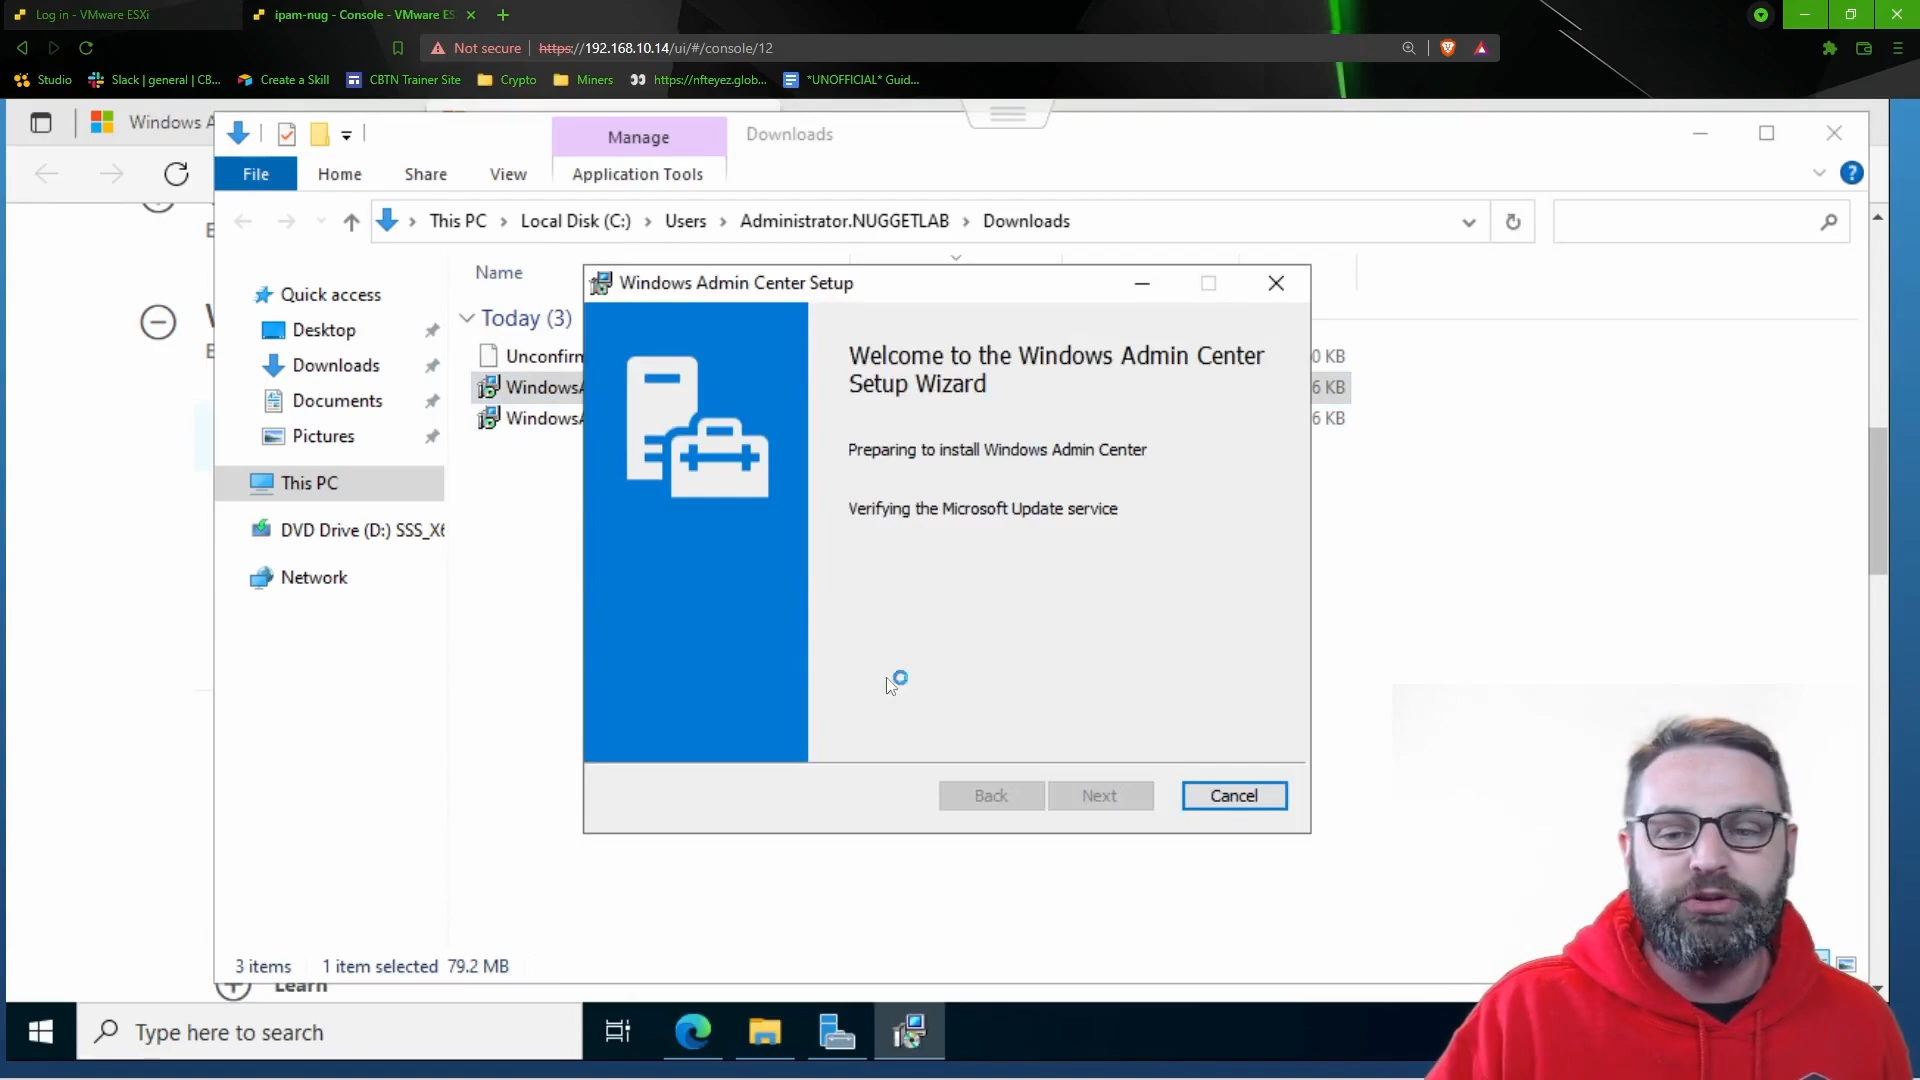 Log in - VMware ESXi
ipam-nug - Console - VMware ES
Not secure
https://192.168.10.14/ui/#/console/12
Studio
Slack | general | CB...
Create a Skill
CBTN Trainer Site
Crypto
Miners
https://nfteyez.glob...
*UNOFFICIAL* Guid...
Windows A
Manage
Downloads
File
Home
Share
View
Application Tools
This PC
Local Disk (C:)
Users
Administrator.NUGGETLAB
Downloads
Name
Quick access
Desktop
Downloads
Documents
Pictures
This PC
DVD Drive (D:) SSS_X6
Network
Today (3)
Unconfirm
0 KB
WindowsA
6 KB
WindowsA
6 KB
Windows Admin Center Setup
Welcome to the Windows Admin Center
Setup Wizard
Preparing to install Windows Admin Center
Verifying the Microsoft Update service
Back
Next
Cancel
3 items
1 item selected 79.2 MB
Learn
Type here to search